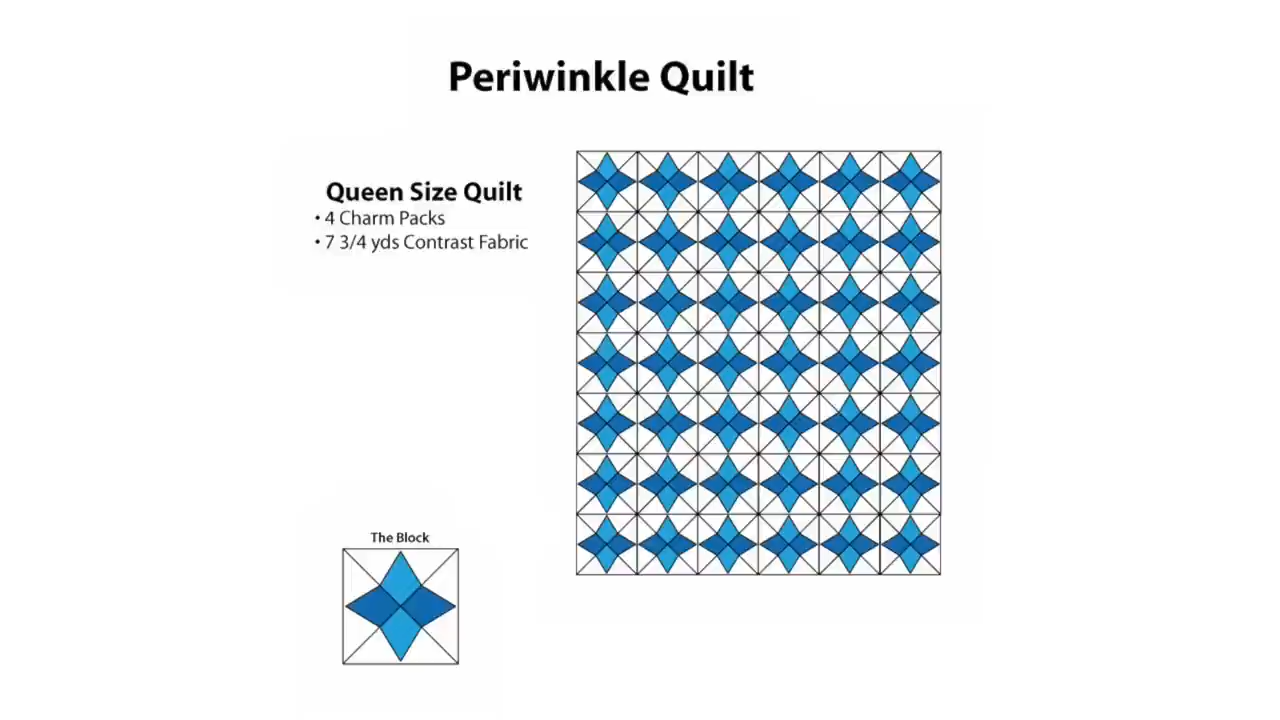 Periwinkle Quilt
Queen Size Quilt
• 4 Charm Packs
• 7 3/4 yds Contrast Fabric
The Block